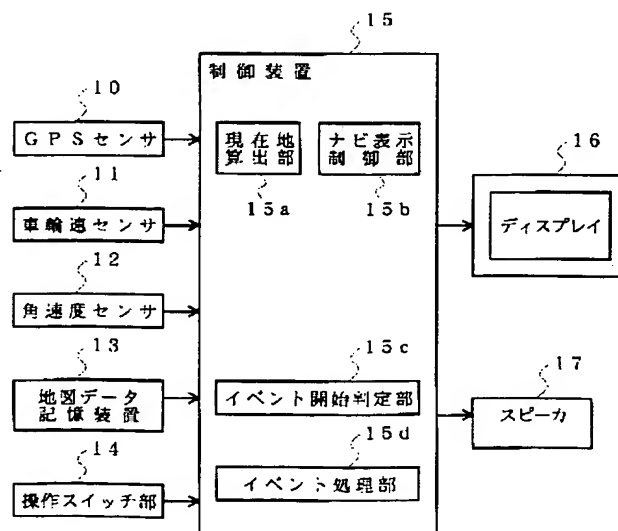 15
制御装置
10
GPSセンサ
現在地
算出部
15a
ナビ表示
制御部
15b
16
ディスプレイ
11
車輪速センサ
12
角速度センサ
13
地図データ
記憶装置
15c
イベント開始判定部
17
スピーカ
14
操作スイッチ部
15d
イベント処理部